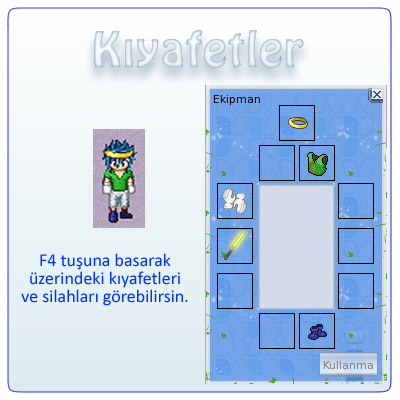 Kıyafetler
Ekipman
F4 tuşuna basarak
üzerindeki kıyafetleri
ve silahları görebilirsin.
Kullanma